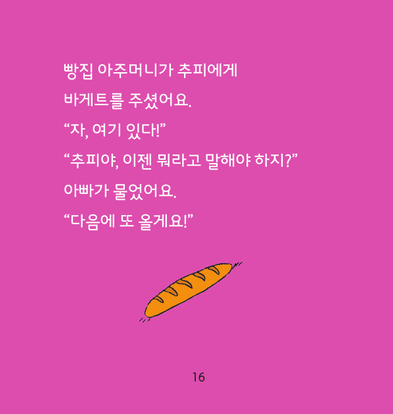 빵집 아주머니가 추피에게
바게트를 주셨어요.
“자, 여기 있다!”
“추피야, 이젠 뭐라고 말해야 하지?”
아빠가 물었어요.
“다음에 또 올게요!”
16